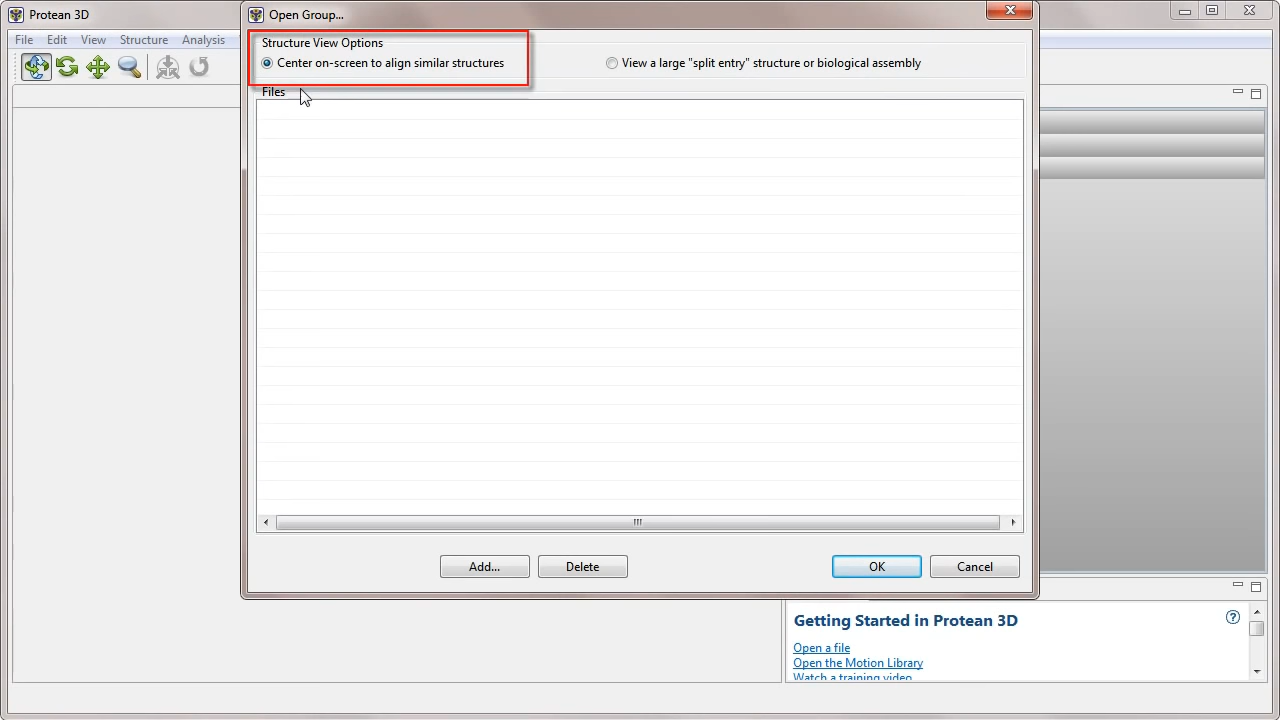 Protean 3D
Open Group...
File Edit View Structure Analysis
Structure View Options
Center on-screen to align similar structures
View a large "split entry" structure or biological assembly
Files
Add...
Delete
OK
Cancel
Getting Started in Protean 3D
Open a file
Open the Motion Library
Watch a training video